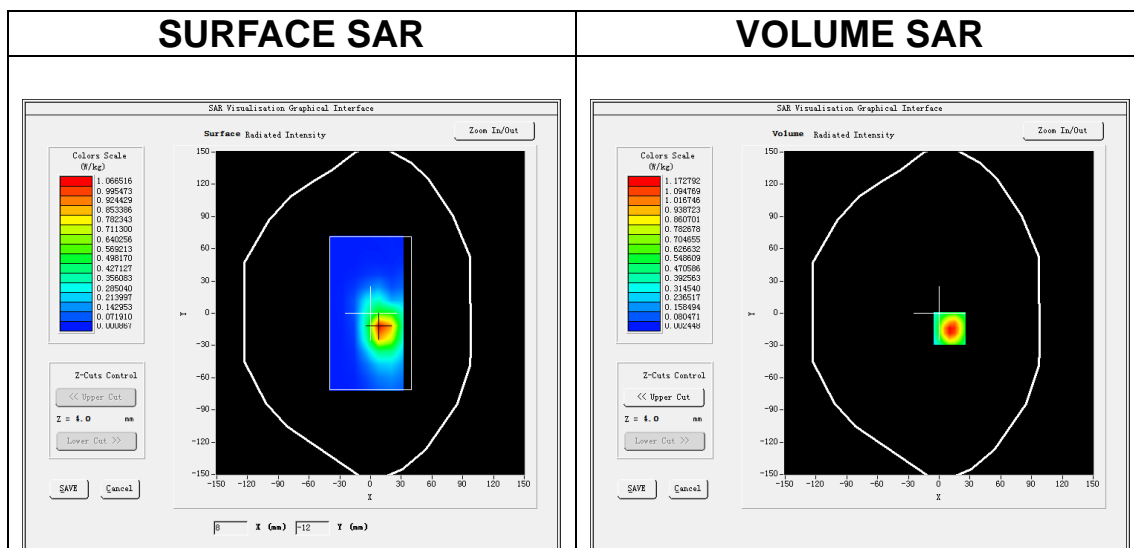 SURFACE SAR
VOLUME SAR
SAR Visualisation Graphical Interface
Surface Radiated Intensity
Zoom In/Out
Colors Scale
(W/kg)
1.066516
0.995473
0.924429
0.853386
0.782343
0.711300
0.640256
0.569213
0.498170
0.427127
0.356083
0.285040
0.213997
0.142953
0.071910
0.000867
Z-Cuts Control
<< Upper Cut
Z = 4.0 mm
Lower Cut >>
SAVE Cancel
150
120
90
60
30
0
-30
-60
-90
-120
-150
Y
-150 -120 -90 -60 -30 0 30 60 90 120 150
X
8 X (mm) -12 Y (mm)
SAR Visualisation Graphical Interface
Volume Radiated Intensity
Zoom In/Out
Colors Scale
(W/kg)
1.172792
1.094769
1.016746
0.938723
0.860701
0.782678
0.704655
0.626632
0.548609
0.470586
0.392563
0.314540
0.236517
0.158494
0.080471
0.002448
Z-Cuts Control
<< Upper Cut
Z = 4.0 mm
Lower Cut >>
SAVE Cancel
150
120
90
60
30
0
-30
-60
-90
-120
-150
Y
-150 -120 -90 -60 -30 0 30 60 90 120 150
X